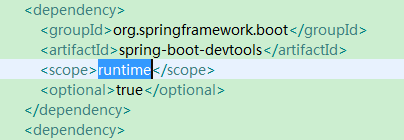 <dependency>
<groupId>org.springframework.boot</groupId>
<artifactId>spring-boot-devtools</artifactId>
<scope>runtime</scope>
<optional>true</optional>
</dependency>
<dependency>